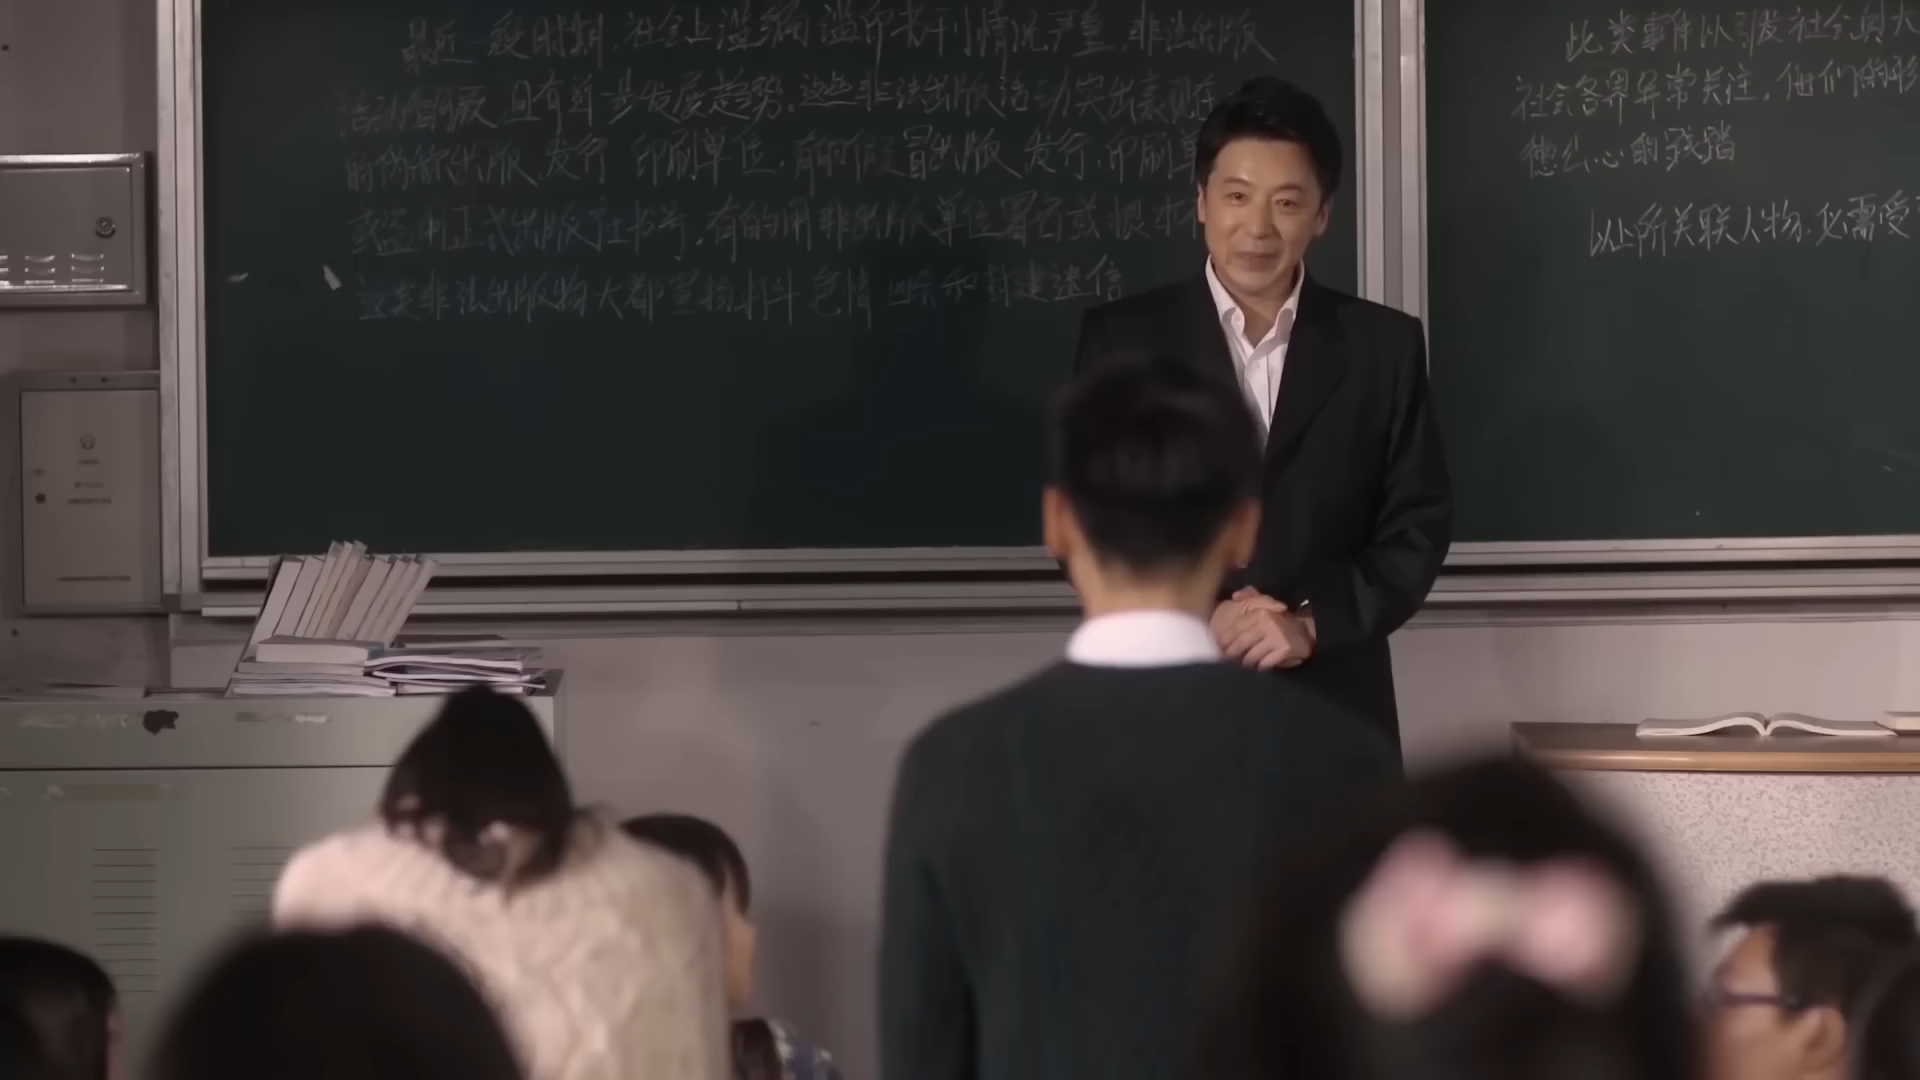 最近一段时期，社会上滥编滥印书刊情况严重，非法出版
活动猖獗，且有进一步发展趋势。这些非法出版活动突出表现在
的伪称出版、发行、印刷单位，有的假冒出版、发行、印刷单
或盗用正式出版社书号，有的用非出版单位署名或根本
这类非法出版物大都宣扬打斗色情凶杀和封建迷信
此类事件以引发社会
社会各界异常关注，他们的
德公心的践踏
以上所关联人物，必需受